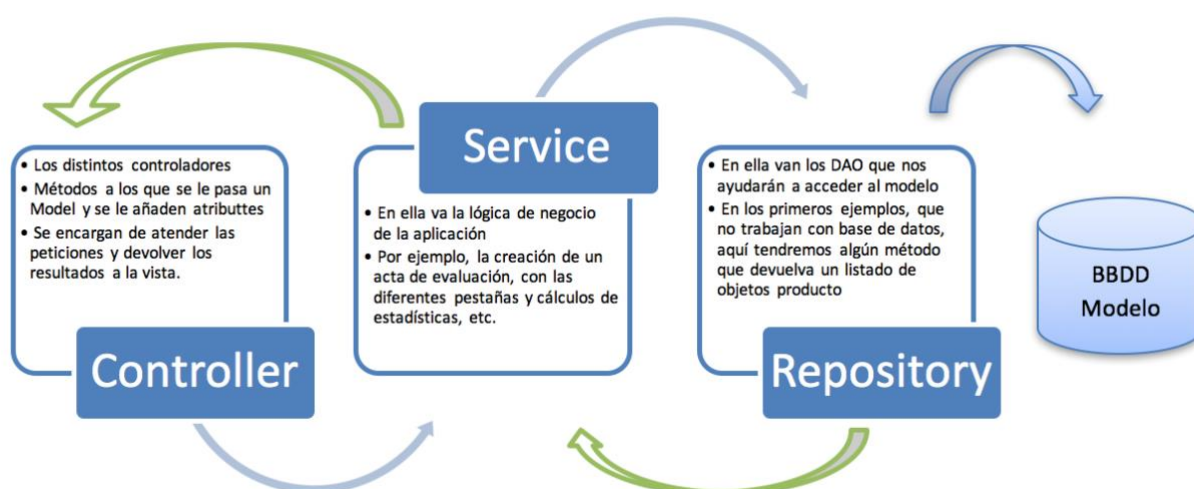 • Los distintos controladores
• Métodos a los que se le pasa un
Model y se le añaden atributtes
• Se encargan de atender las
peticiones y devolver los
resultados a la vista.
Controller
Service
• En ella va la lógica de negocio
de la aplicación
• Por ejemplo, la creación de un
acta de evaluación, con las
diferentes pestañas y cálculos de
estadísticas, etc.
• En ella van los DAO que nos
ayudarán a acceder al modelo
• En los primeros ejemplos, que
no trabajan con base de datos,
aquí tendremos algún método
que devuelva un listado de
objetos producto
Repository
BBDD
Modelo